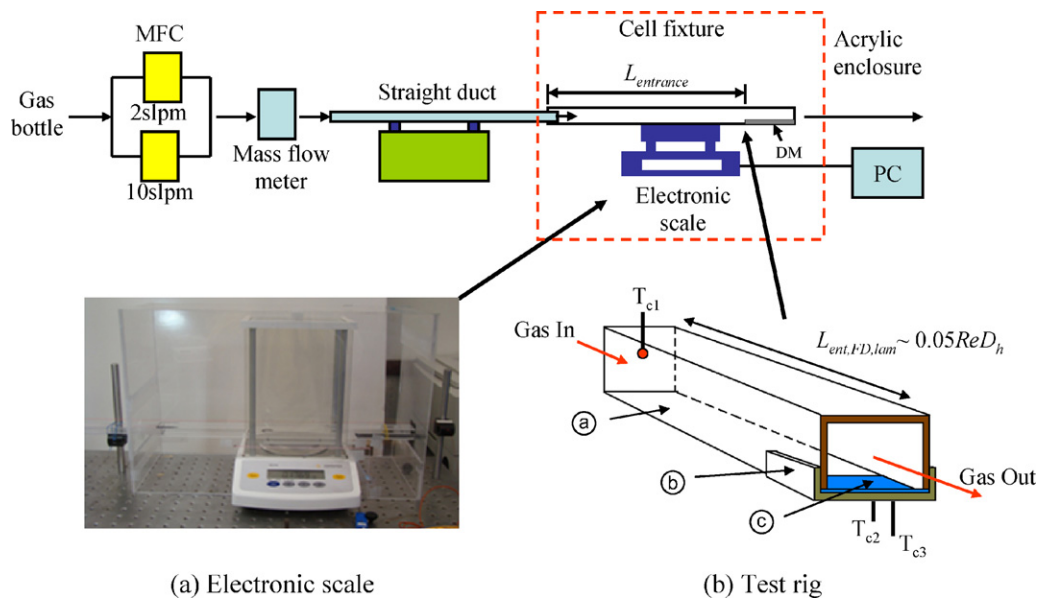 MFC
2slpm
10slpm
Gas
bottle
Mass flow
meter
Straight duct
Cell fixture
L_entrance
DM
Electronic
scale
Acrylic
enclosure
PC
T_c1
Gas In
L_ent,FD,lam ~ 0.05ReD_h
a
b
c
Gas Out
T_c2
T_c3
(a) Electronic scale
(b) Test rig